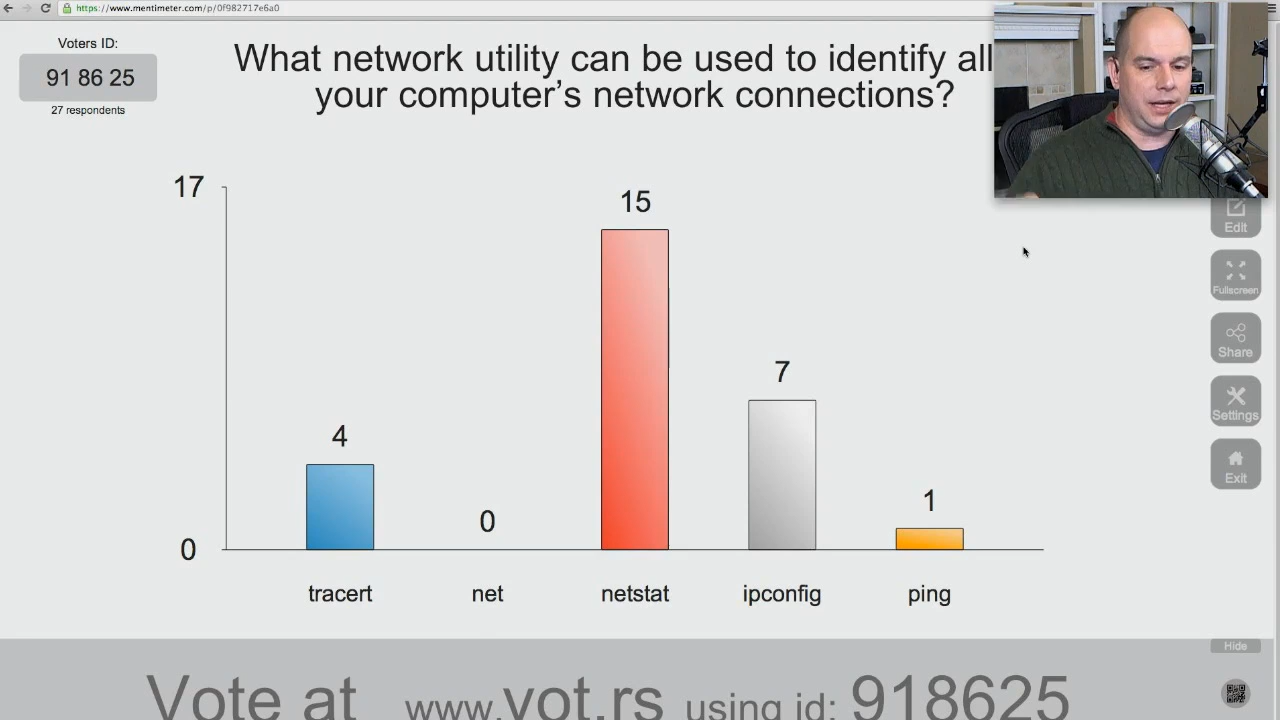 https://www.mentimeter.com/p/0f982717e6a0
Voters ID:
91 86 25
27 respondents
What network utility can be used to identify all
your computer’s network connections?
17
15
7
4
1
0
0
tracert
net
netstat
ipconfig
ping
Edit
Fullscreen
Share
Settings
Exit
Hide
Vote at www.vot.rs using id: 918625